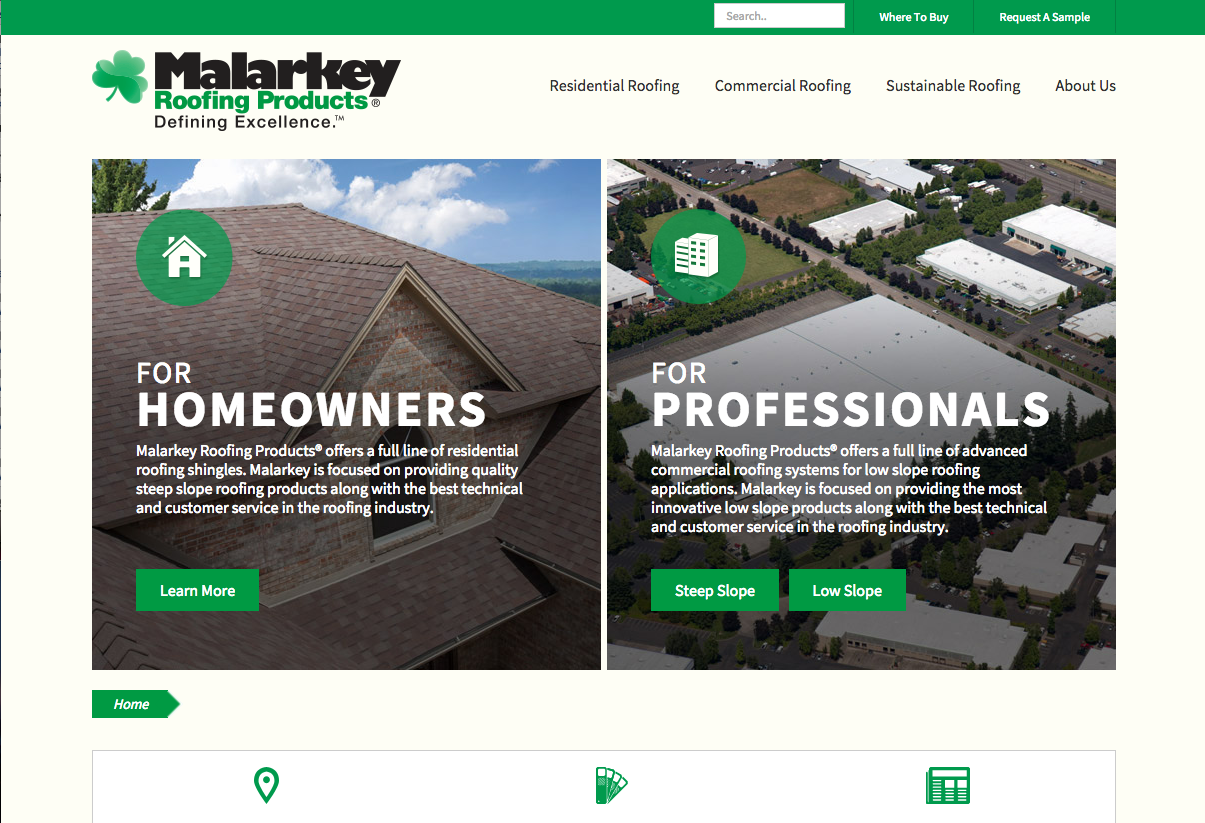 Search..
Where To Buy
Request A Sample
Malarkey
Roofing Products®
Defining Excellence.™
Residential Roofing
Commercial Roofing
Sustainable Roofing
About Us
FOR
HOMEOWNERS
Malarkey Roofing Products® offers a full line of residential
roofing shingles. Malarkey is focused on providing quality
steep slope roofing products along with the best technical
and customer service in the roofing industry.
Learn More
FOR
PROFESSIONALS
Malarkey Roofing Products® offers a full line of advanced
commercial roofing systems for low slope roofing
applications. Malarkey is focused on providing the most
innovative low slope products along with the best technical
and customer service in the roofing industry.
Steep Slope
Low Slope
Home